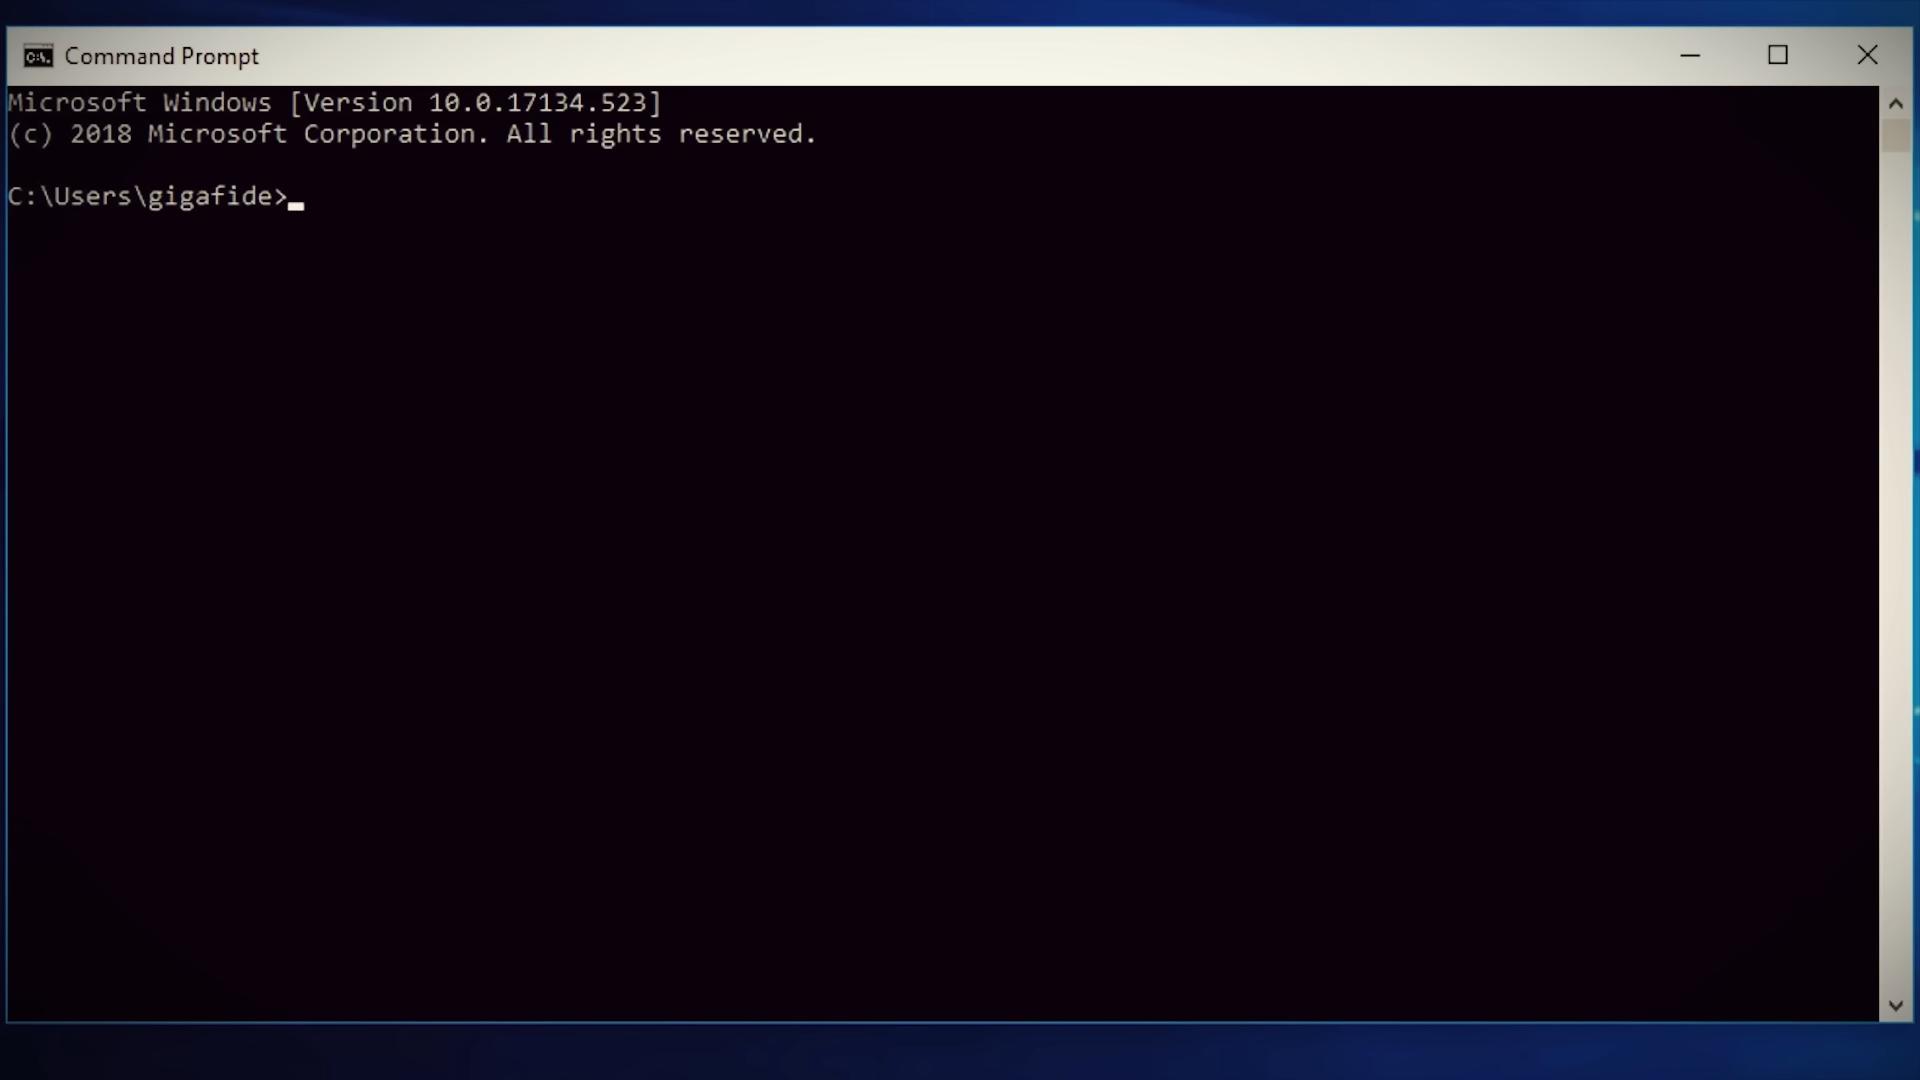 Command Prompt
Microsoft Windows [Version 10.0.17134.523]
(c) 2018 Microsoft Corporation. All rights reserved.
C:\Users\gigafide>